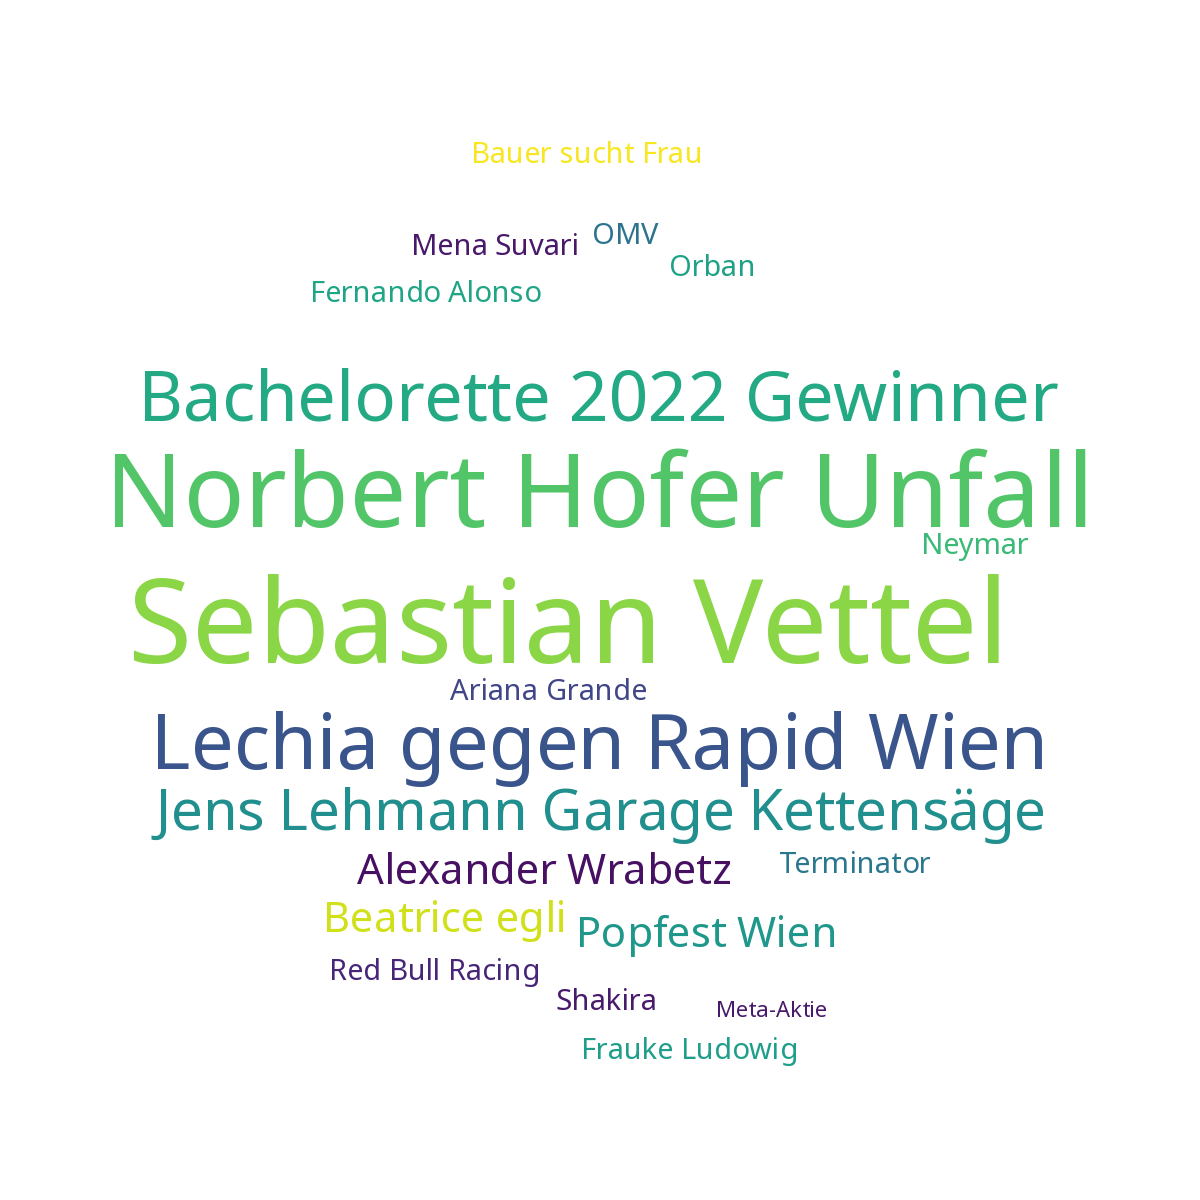 Bauer sucht Frau
OMV
Mena Suvari
Orban
Fernando Alonso
Bachelorette 2022 Gewinner
Norbert Hofer Unfall
Neymar
Sebastian Vettel
Ariana Grande
Lechia gegen Rapid Wien
Jens Lehmann Garage Kettensäge
Alexander Wrabetz
Terminator
Beatrice egli
Popfest Wien
Red Bull Racing
Shakira
Meta-Aktie
Frauke Ludowig